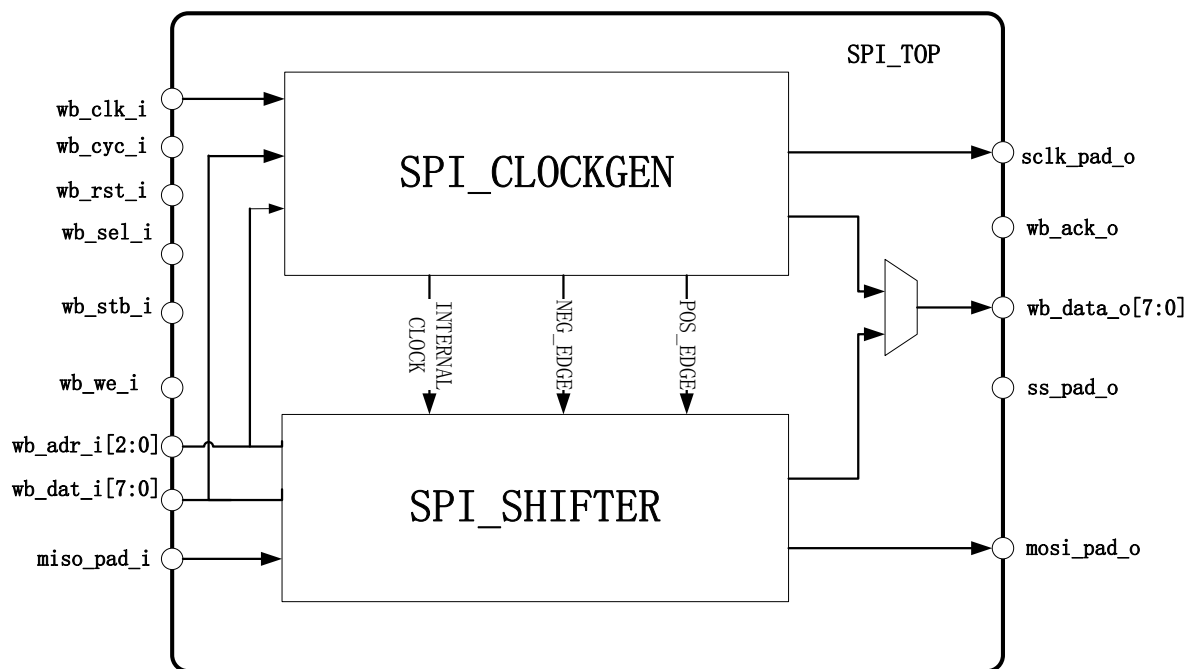 SPI_TOP
wb_clk_i
wb_cyc_i
wb_rst_i
wb_sel_i
wb_stb_i
wb_we_i
wb_adr_i[2:0]
wb_dat_i[7:0]
miso_pad_i
SPI_CLOCKGEN
INTERNAL
CLOCK
NEG_EDGE
POS_EDGE
SPI_SHIFTER
sclk_pad_o
wb_ack_o
wb_data_o[7:0]
ss_pad_o
mosi_pad_o